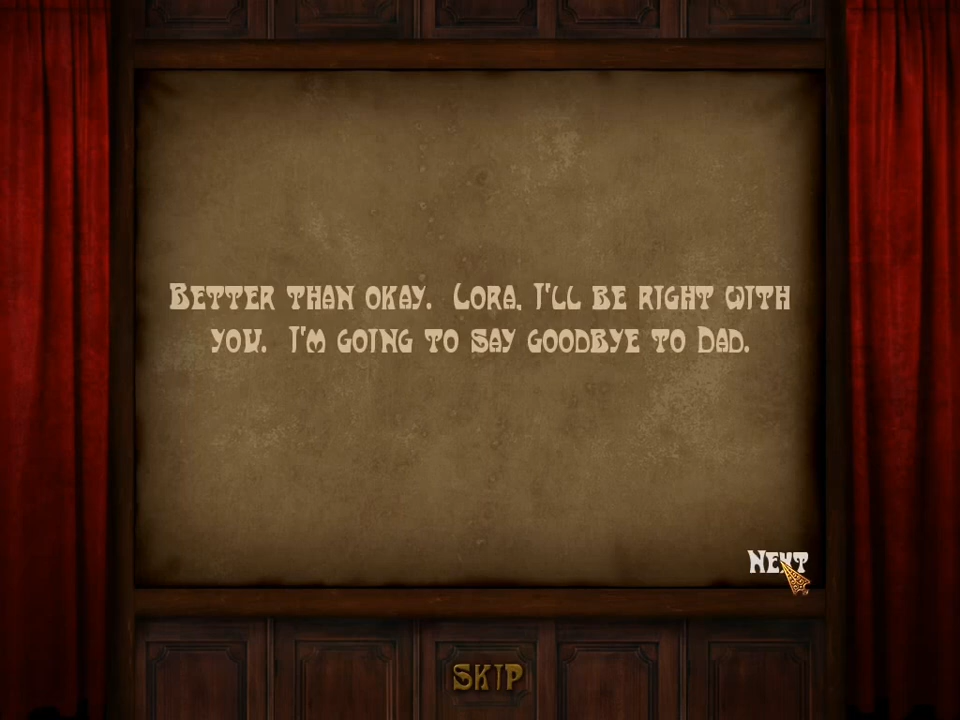 Better than okay.  Lora, I'll be right with
you.  I'm going to say goodbye to Dad.
Next
Skip